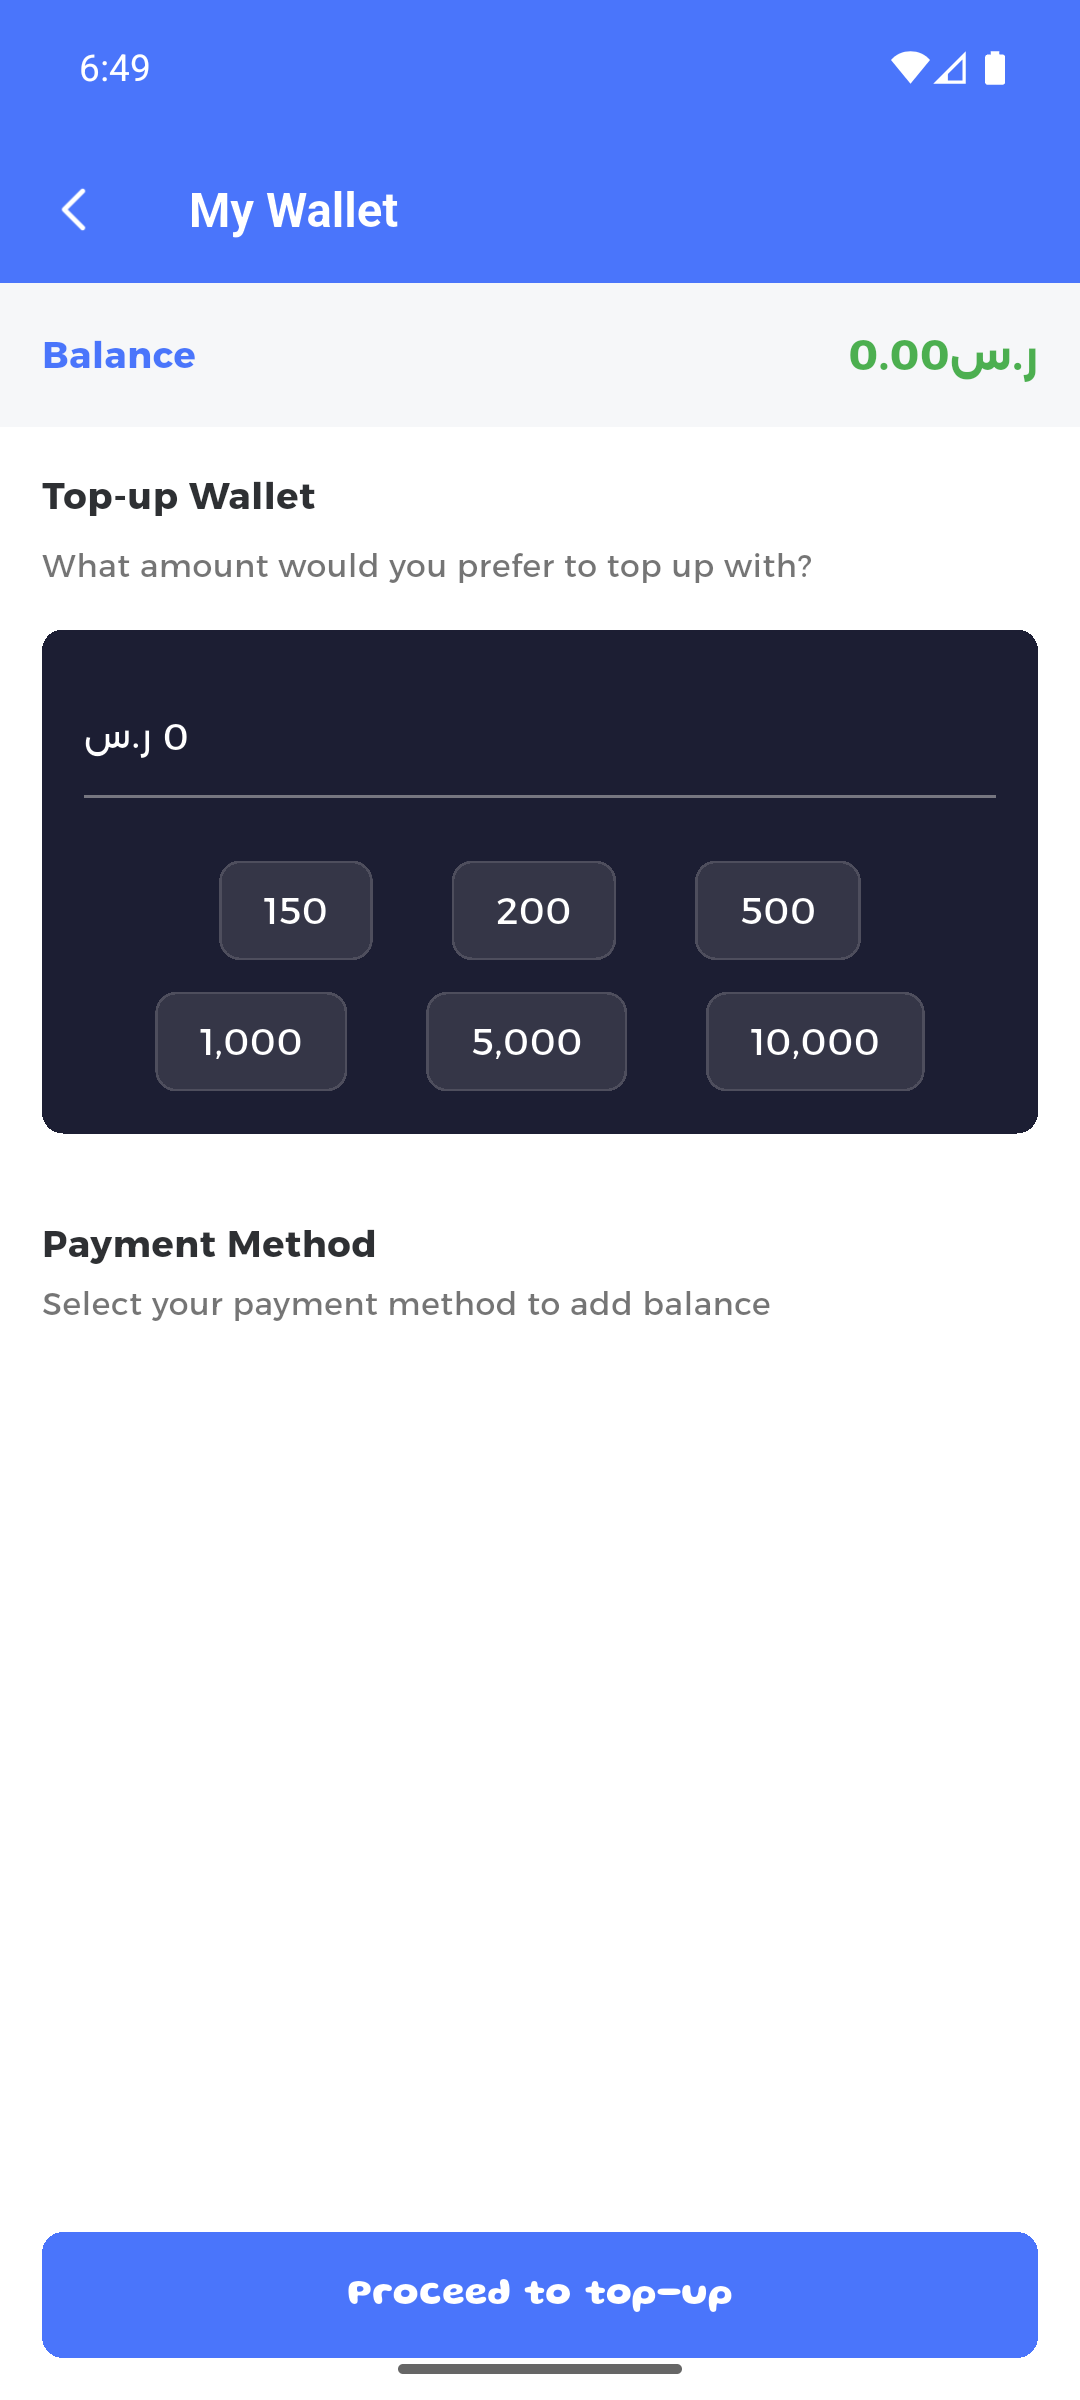 6:49
My Wallet
Balance
ر.س0.00
Top-up Wallet
What amount would you prefer to top up with?
ر.س 0
150 200 500
1,000 5,000 10,000
Payment Method
Select your payment method to add balance
Proceed to top-up